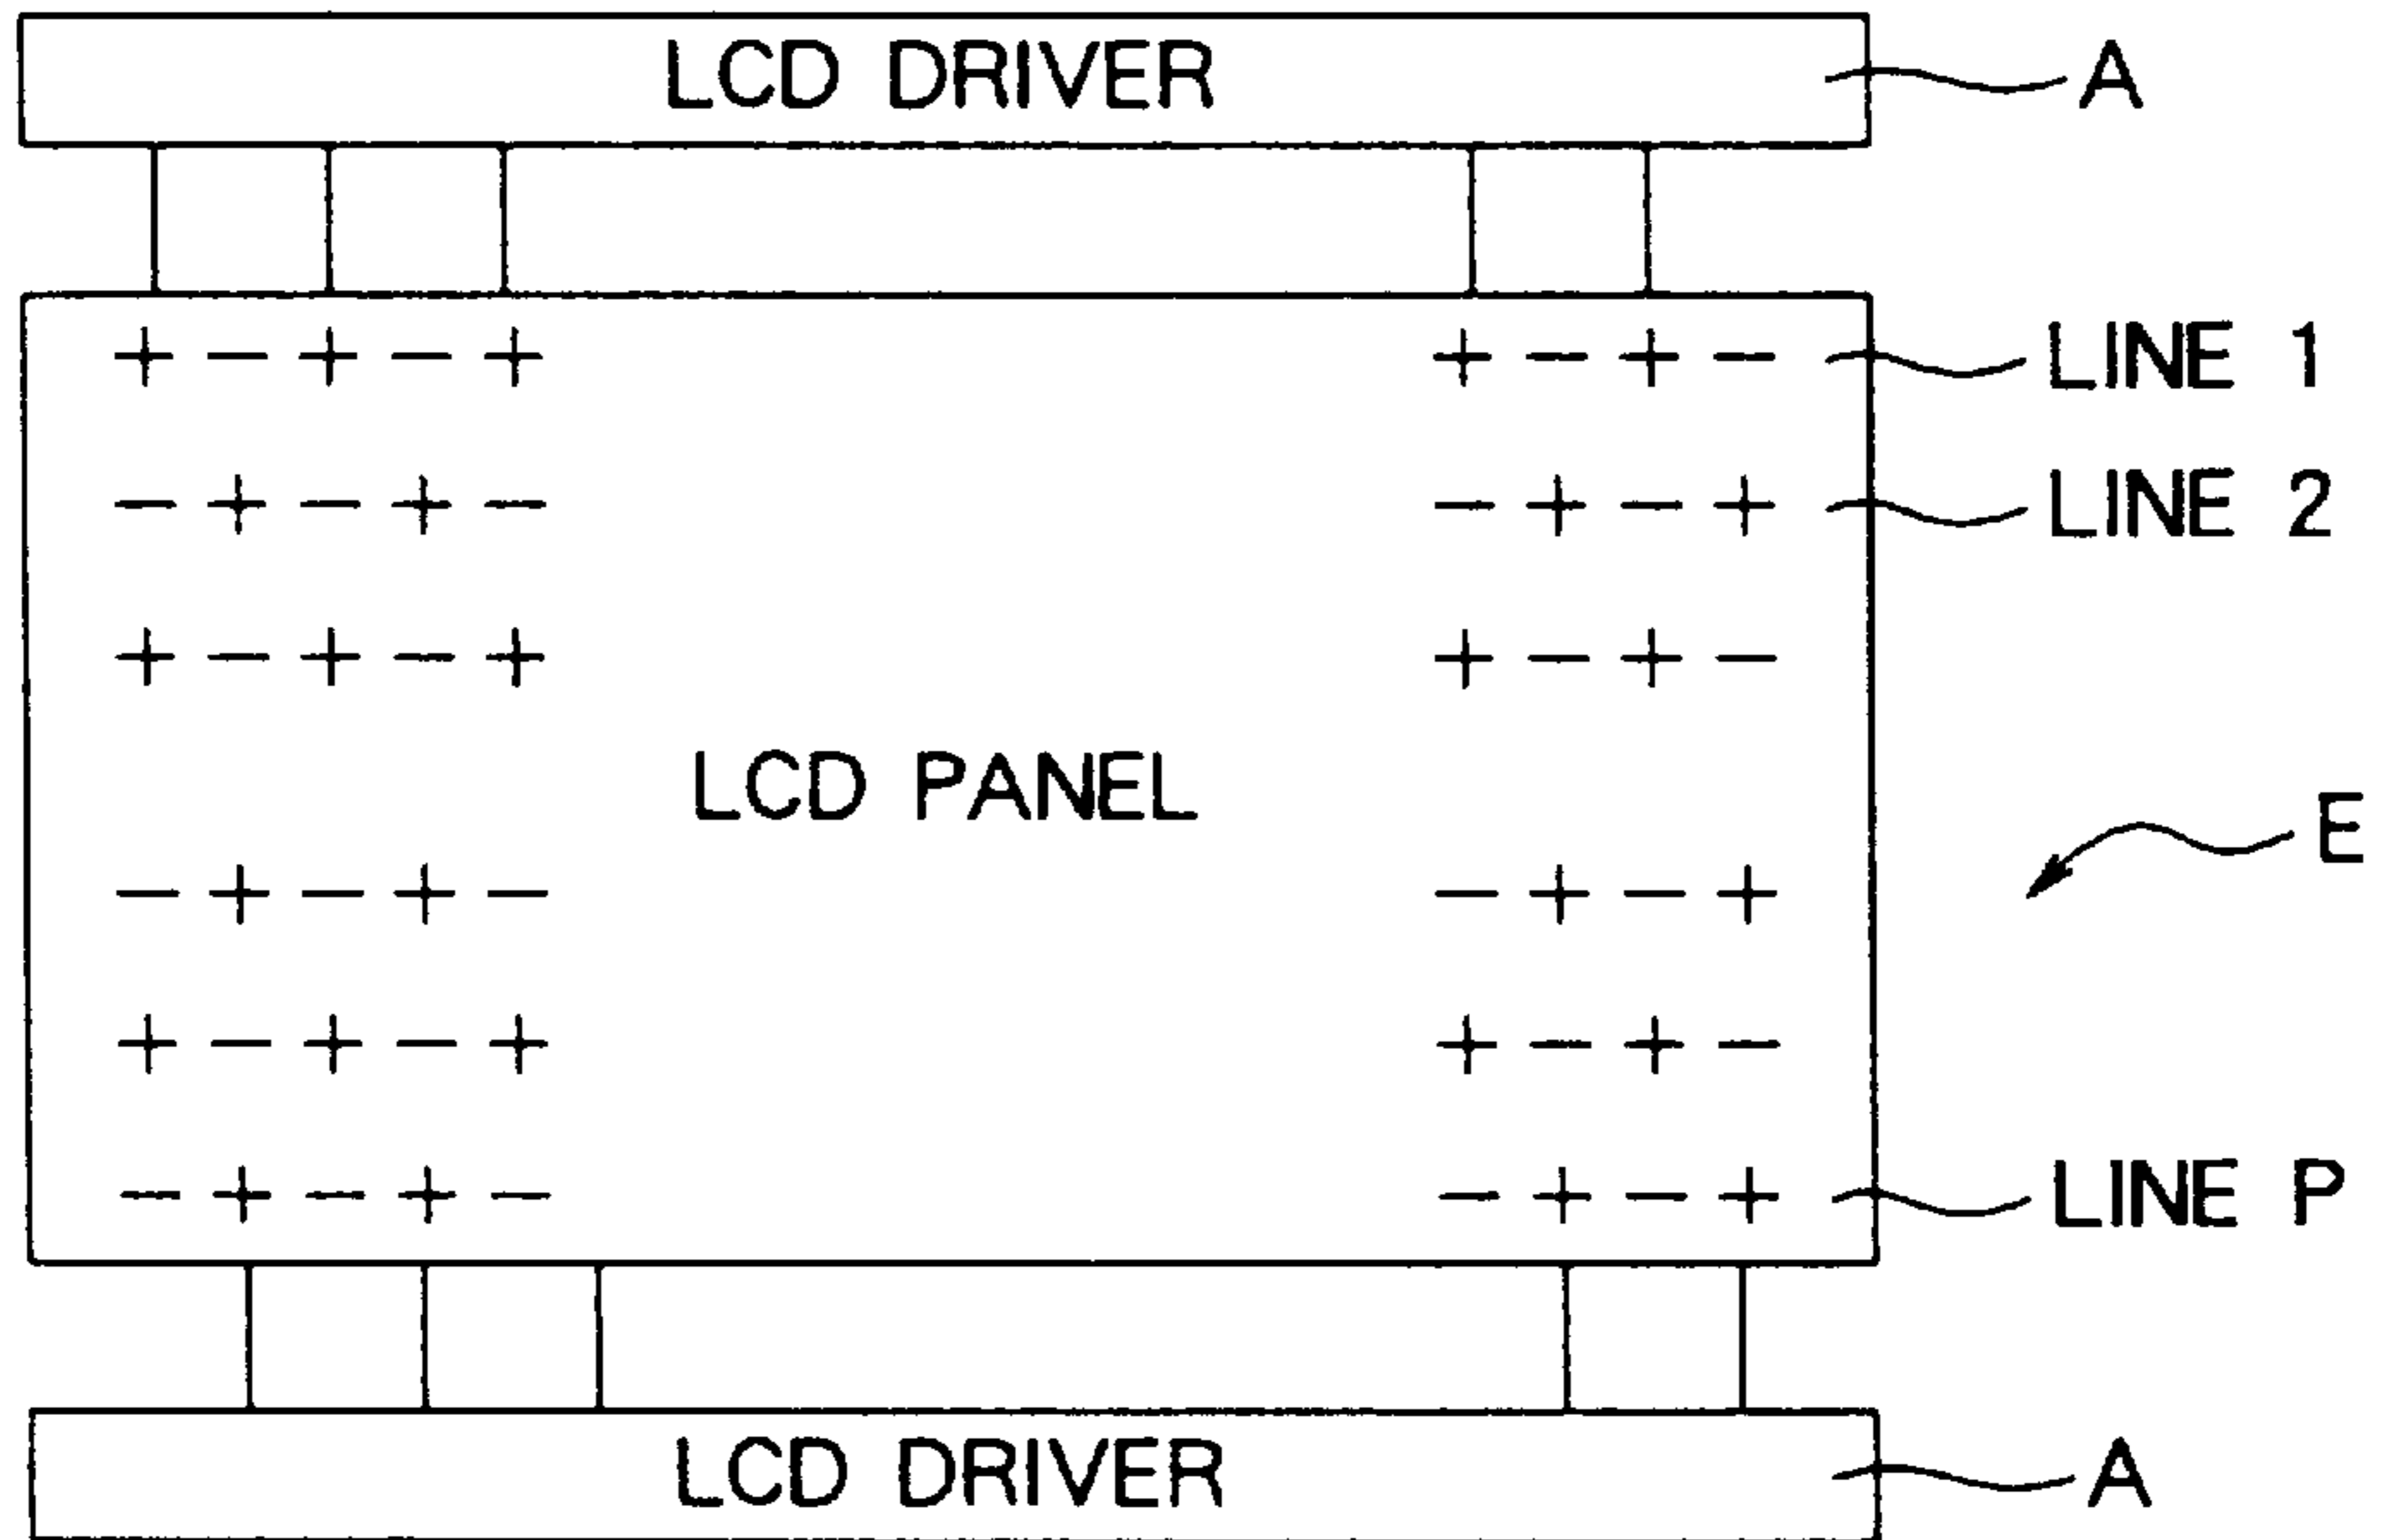 LCD DRIVER A
+ - + - + + - + - LINE 1
- + - + - - + - + LINE 2
+ - + - + + - + -
LCD PANEL
E
- + - + - - + - +
+ - + - + + - + -
- + - + - - + - + LINE P
LCD DRIVER A